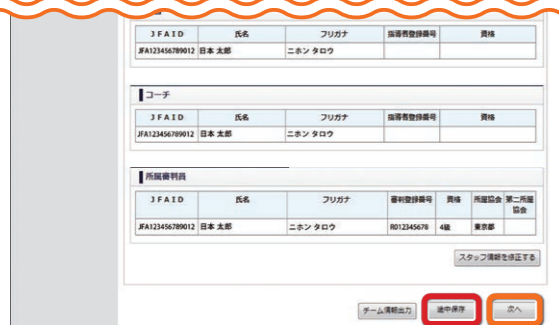 JFAID 氏名 フリガナ 指導者登録番号 資格
JFA123456789012 日本 太郎 ニホン タロウ
コーチ
JFAID 氏名 フリガナ 指導者登録番号 資格
JFA123456789012 日本 太郎 ニホン タロウ
所属審判員
JFAID 氏名 フリガナ 審判登録番号 資格 所属協会 第二所属協会
JFA123456789012 日本 太郎 ニホン タロウ R012345678 4級 東京都
スタッフ情報を修正する
チーム情報出力 途中保存 次へ